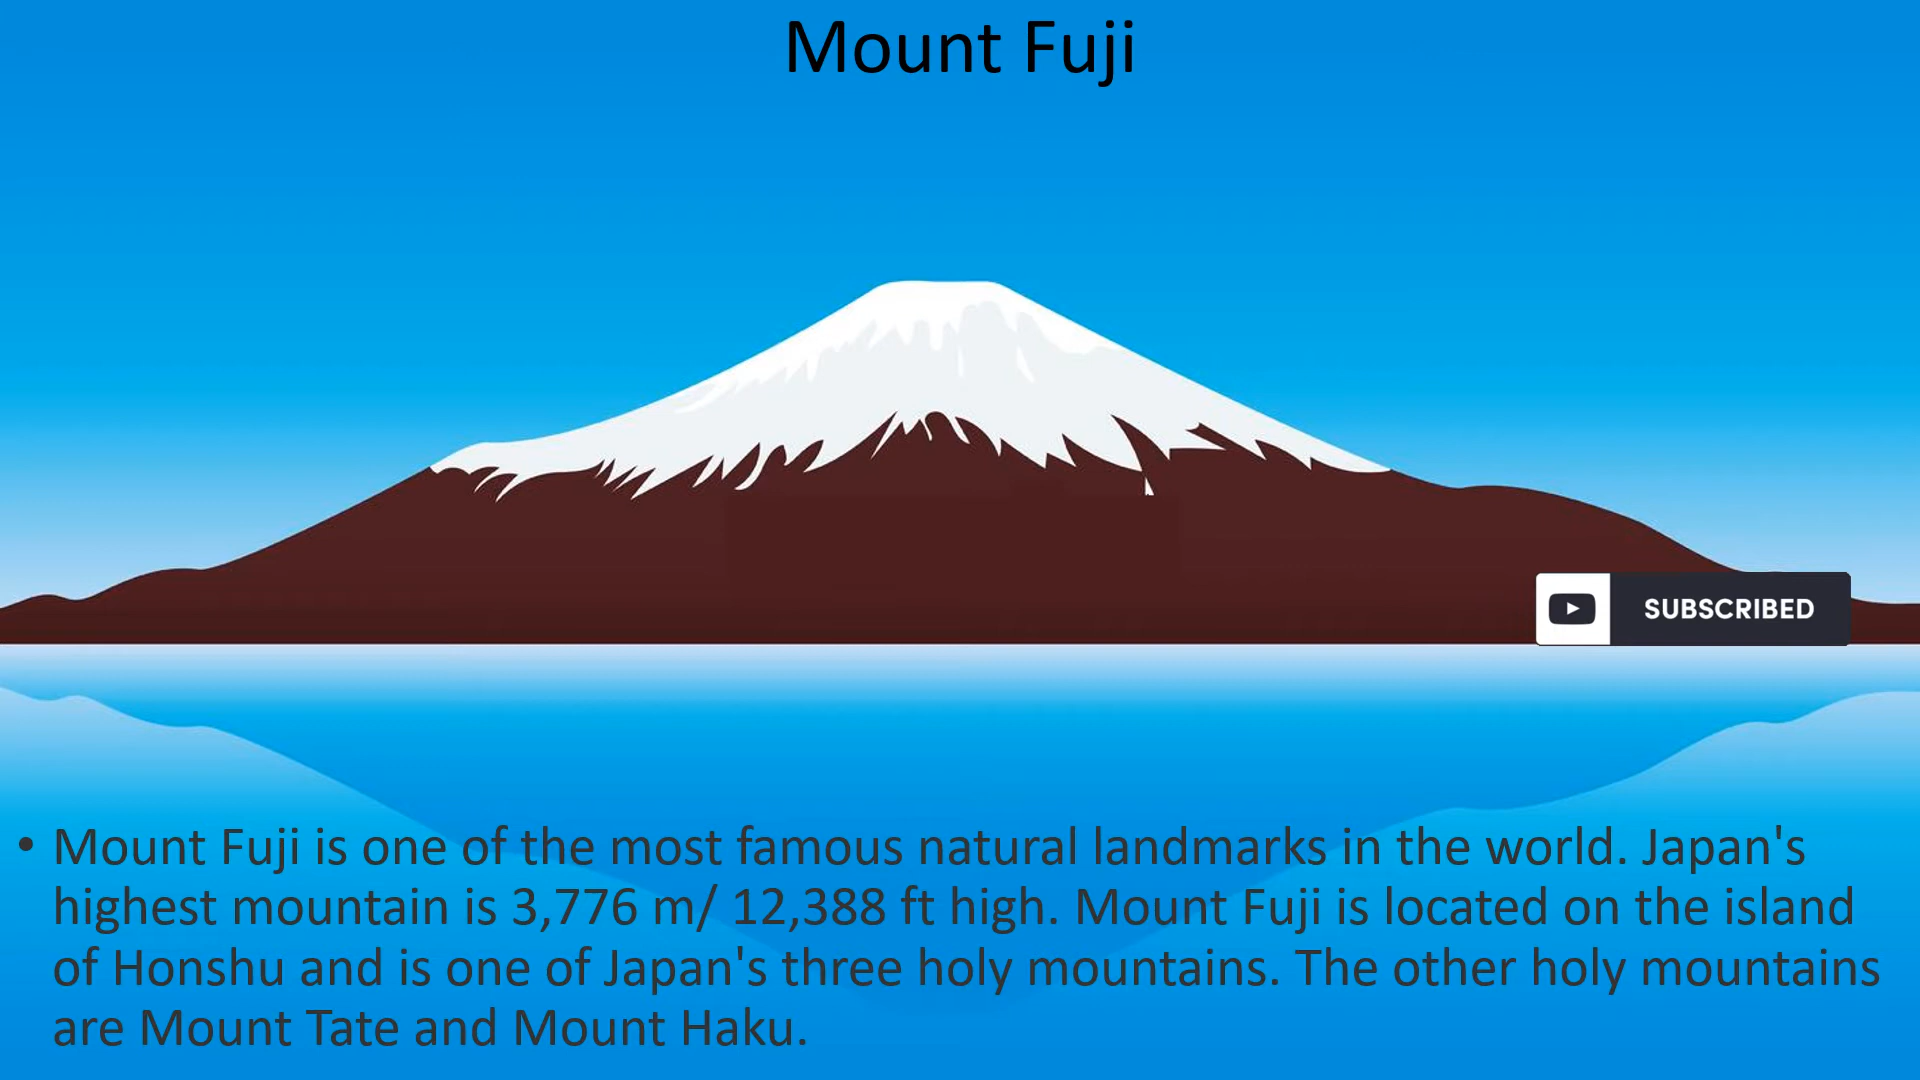 Mount Fuji
SUBSCRIBED
• Mount Fuji is one of the most famous natural landmarks in the world. Japan's
highest mountain is 3,776 m/ 12,388 ft high. Mount Fuji is located on the island
of Honshu and is one of Japan's three holy mountains. The other holy mountains
are Mount Tate and Mount Haku.